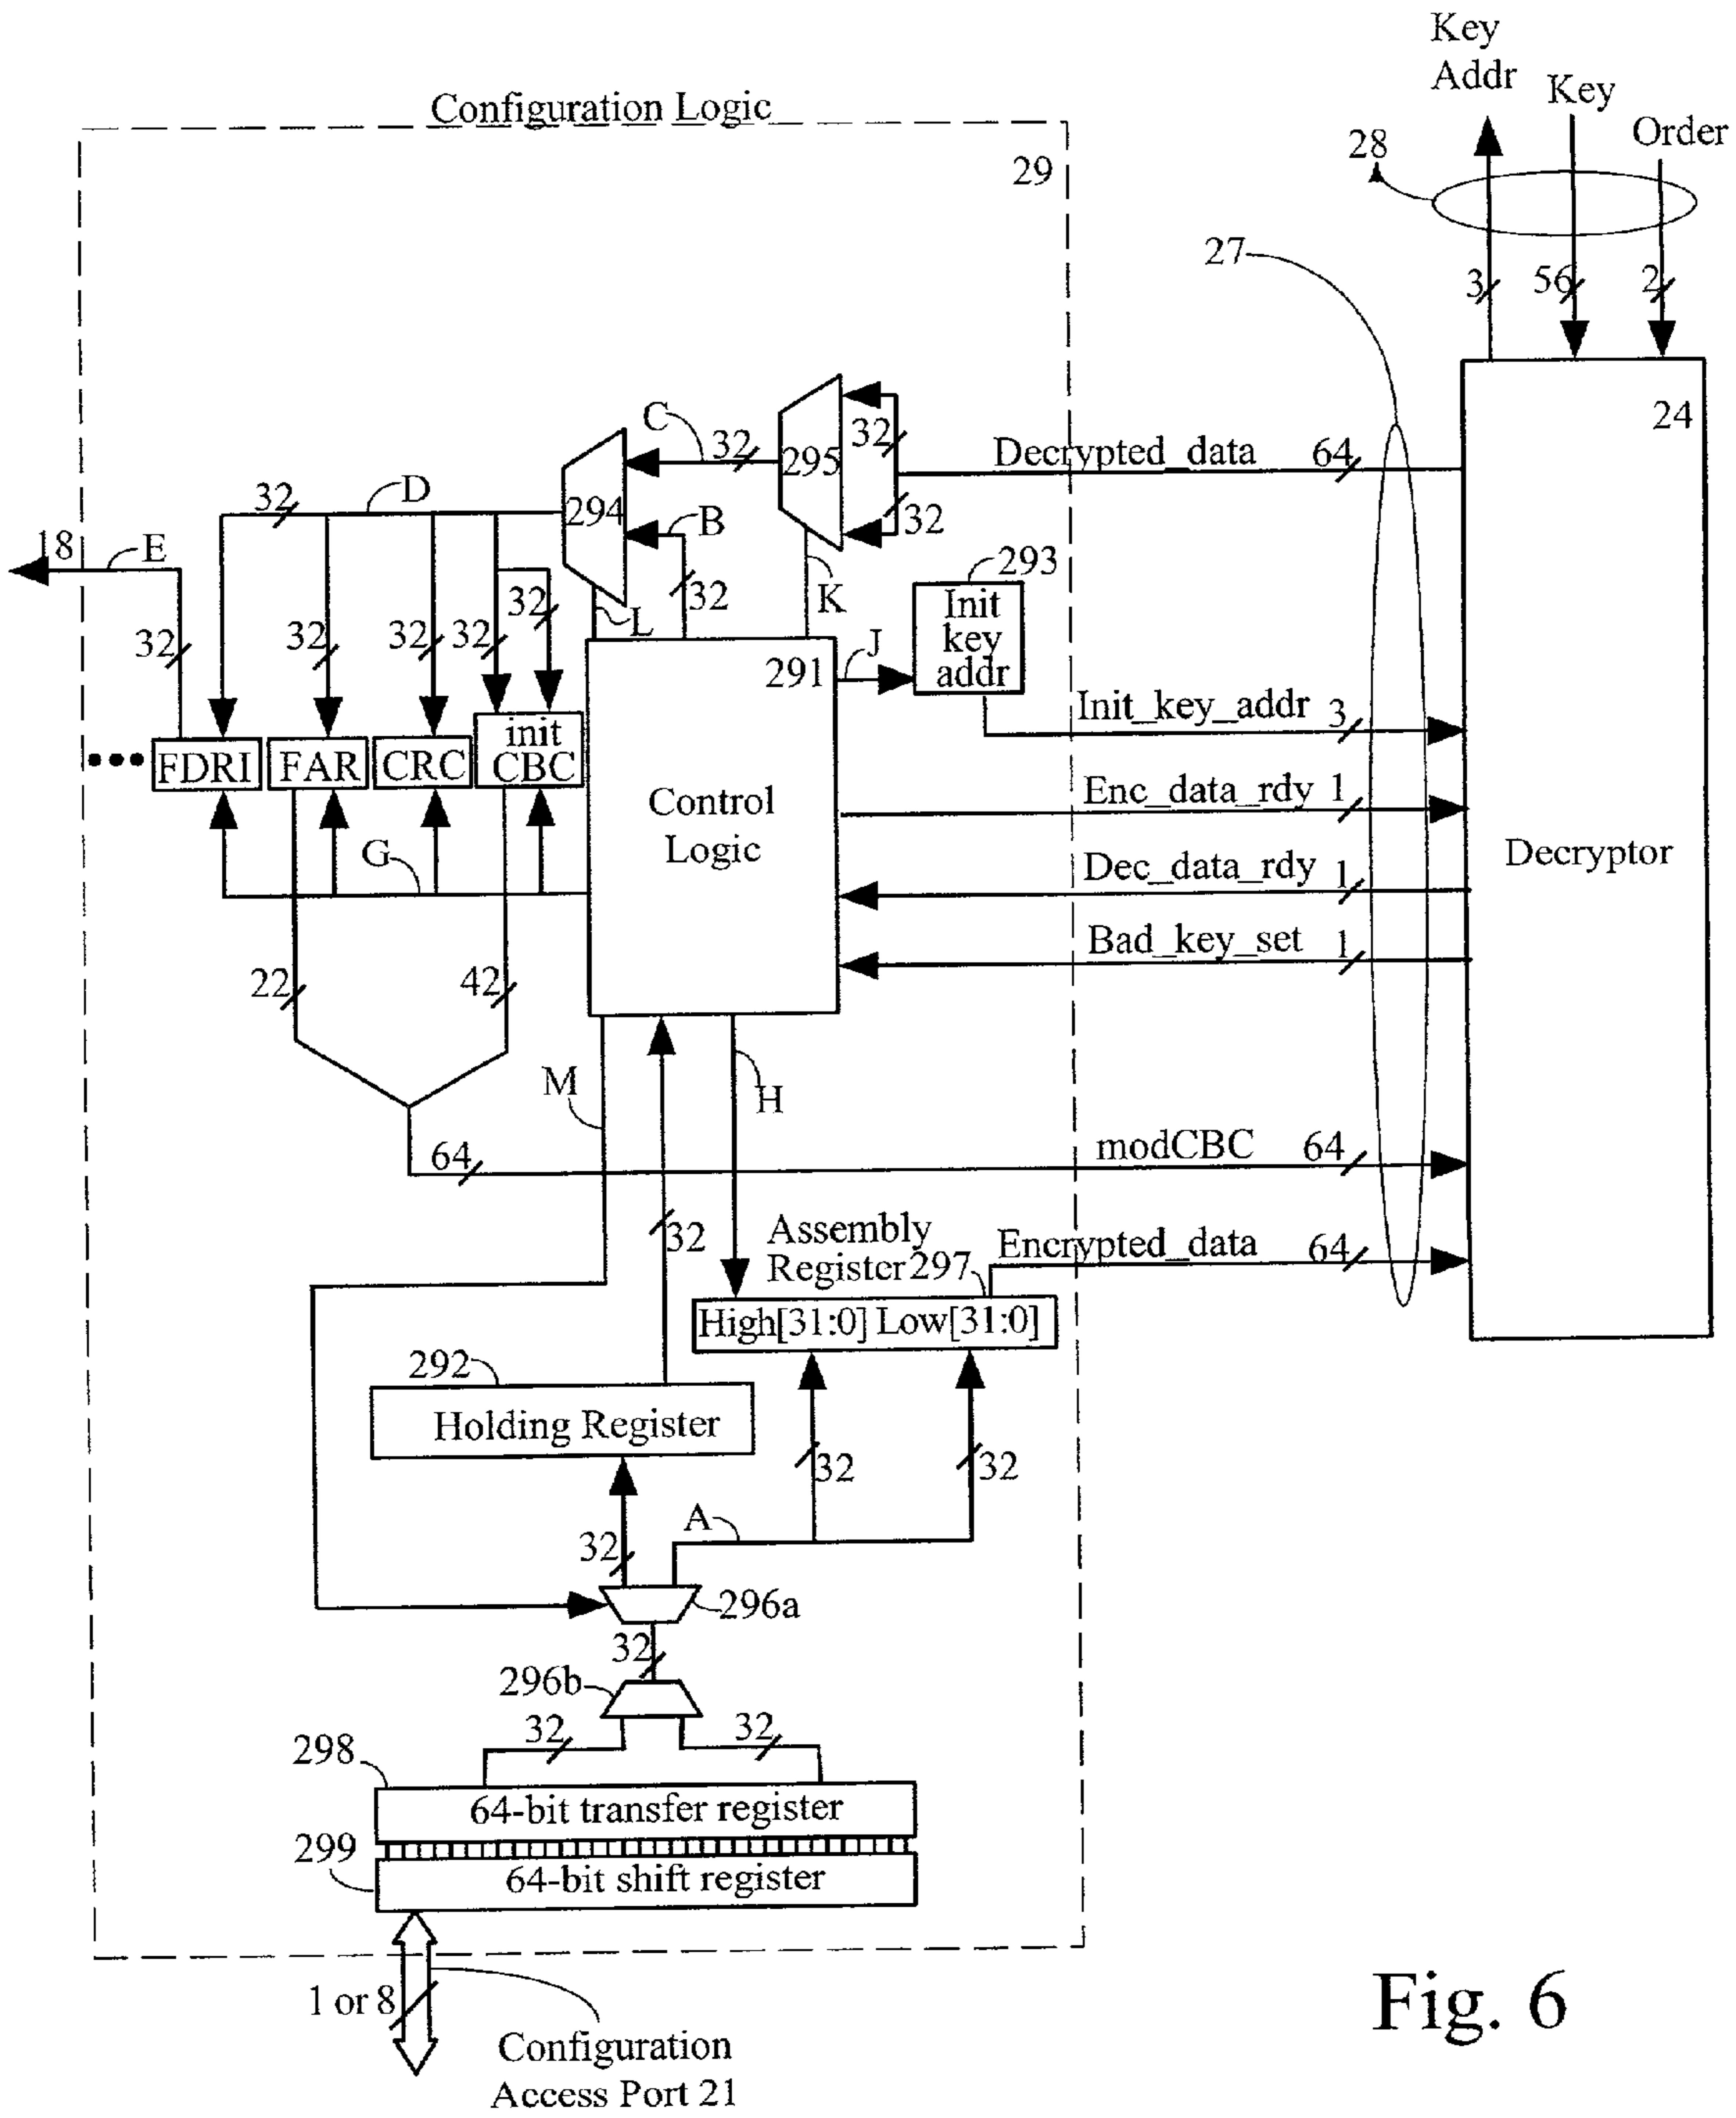 Key
Addr
Key
Order
Configuration Logic
29
28
27
3
56
2
24
C
32
295
32
Decrypted_data
64
32
D
32
294
B
32
18
E
32
293
Init
key
addr
K
L
J
32
32
32
32
32
291
Init_key_addr
3
FDRI
FAR
CRC
init
CBC
Control
Logic
Enc_data_rdy
1
Decryptor
G
Dec_data_rdy
1
Bad_key_set
1
22
42
M
H
64
modCBC
64
32
Assembly
Register297
Encrypted_data
64
High[31:0] Low[31:0]
292
Holding Register
32
32
A
32
296a
32
296b
32
32
298
64-bit transfer register
299
64-bit shift register
1 or 8
Configuration
Access Port 21
Fig. 6